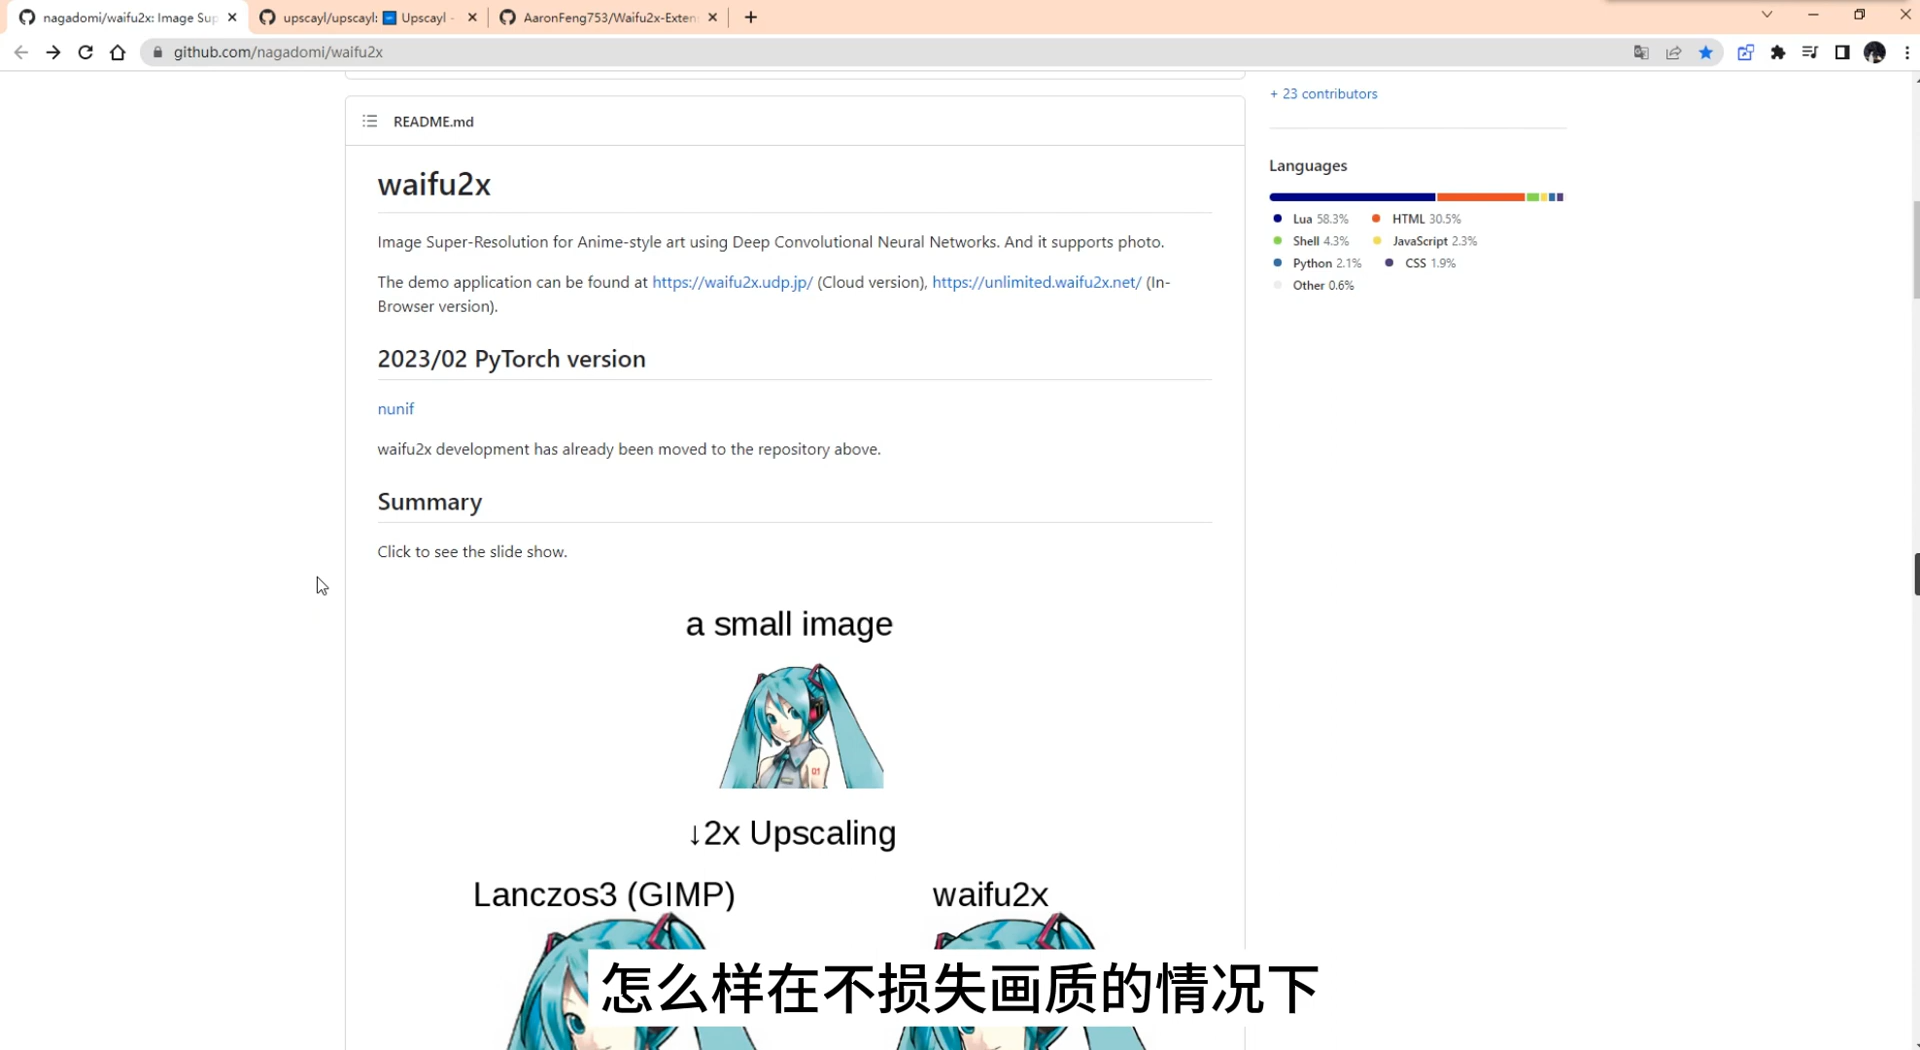 nagadomi/waifu2x: Image Sup
upscayl/upscayl: Upscayl -
AaronFeng753/Waifu2x-Exten
github.com/nagadomi/waifu2x
+ 23 contributors
README.md
waifu2x
Image Super-Resolution for Anime-style art using Deep Convolutional Neural Networks. And it supports photo.
The demo application can be found at https://waifu2x.udp.jp/ (Cloud version), https://unlimited.waifu2x.net/ (In-
Browser version).
2023/02 PyTorch version
nunif
waifu2x development has already been moved to the repository above.
Summary
Click to see the slide show.
a small image
01
↓2x Upscaling
Lanczos3 (GIMP)
waifu2x
怎么样在不损失画质的情况下
Languages
Lua 58.3%
HTML 30.5%
Shell 4.3%
JavaScript 2.3%
Python 2.1%
CSS 1.9%
Other 0.6%